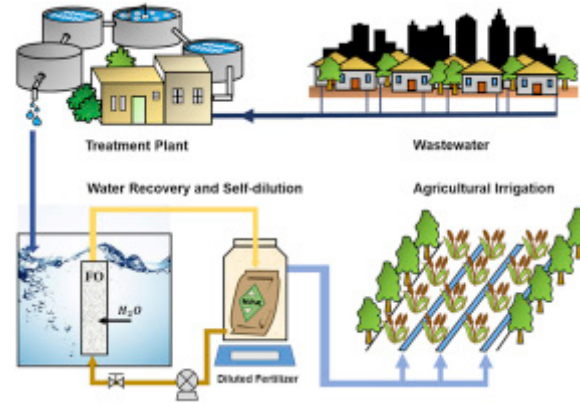 Treatment Plant
Wastewater
Water Recovery and Self-dilution
Agricultural Irrigation
FO
H₂O
Diluted Fertilizer